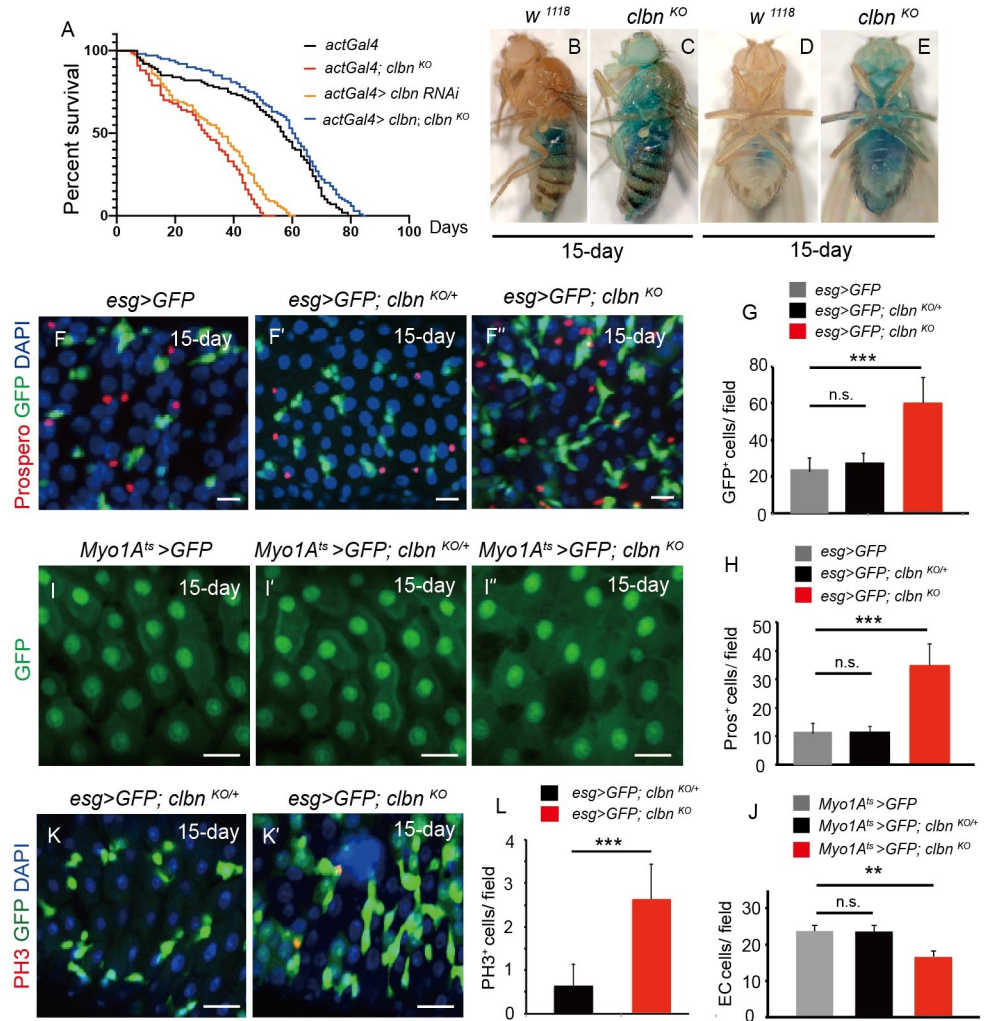 A
Percent survival
100
50
0
0 20 40 60 80 100
Days
actGal4
actGal4; clbn KO
actGal4> clbn RNAi
actGal4> clbn; clbn KO
w 1118 clbn KO w 1118 clbn KO
B C D E
15-day 15-day
esg>GFP esg>GFP; clbn KO/+ esg>GFP; clbn KO
Prospero GFP DAPI
F 15-day F' 15-day F'' 15-day
G
esg>GFP
esg>GFP; clbn KO/+
esg>GFP; clbn KO
GFP+ cells/ field
80
60
40
20
0
***
n.s.
Myo1Ats >GFP Myo1Ats >GFP; clbn KO/+ Myo1Ats >GFP; clbn KO
GFP
I 15-day I' 15-day I'' 15-day
H
esg>GFP
esg>GFP; clbn KO/+
esg>GFP; clbn KO
Pros+ cells/ field
50
40
30
20
10
0
***
n.s.
esg>GFP; clbn KO/+ esg>GFP; clbn KO
PH3 GFP DAPI
K 15-day K' 15-day
L
esg>GFP; clbn KO/+
esg>GFP; clbn KO
PH3+ cells/ field
4
3
2
1
0
***
J
Myo1Ats >GFP
Myo1Ats >GFP; clbn KO/+
Myo1Ats >GFP; clbn KO
EC cells/ field
30
20
10
0
**
n.s.